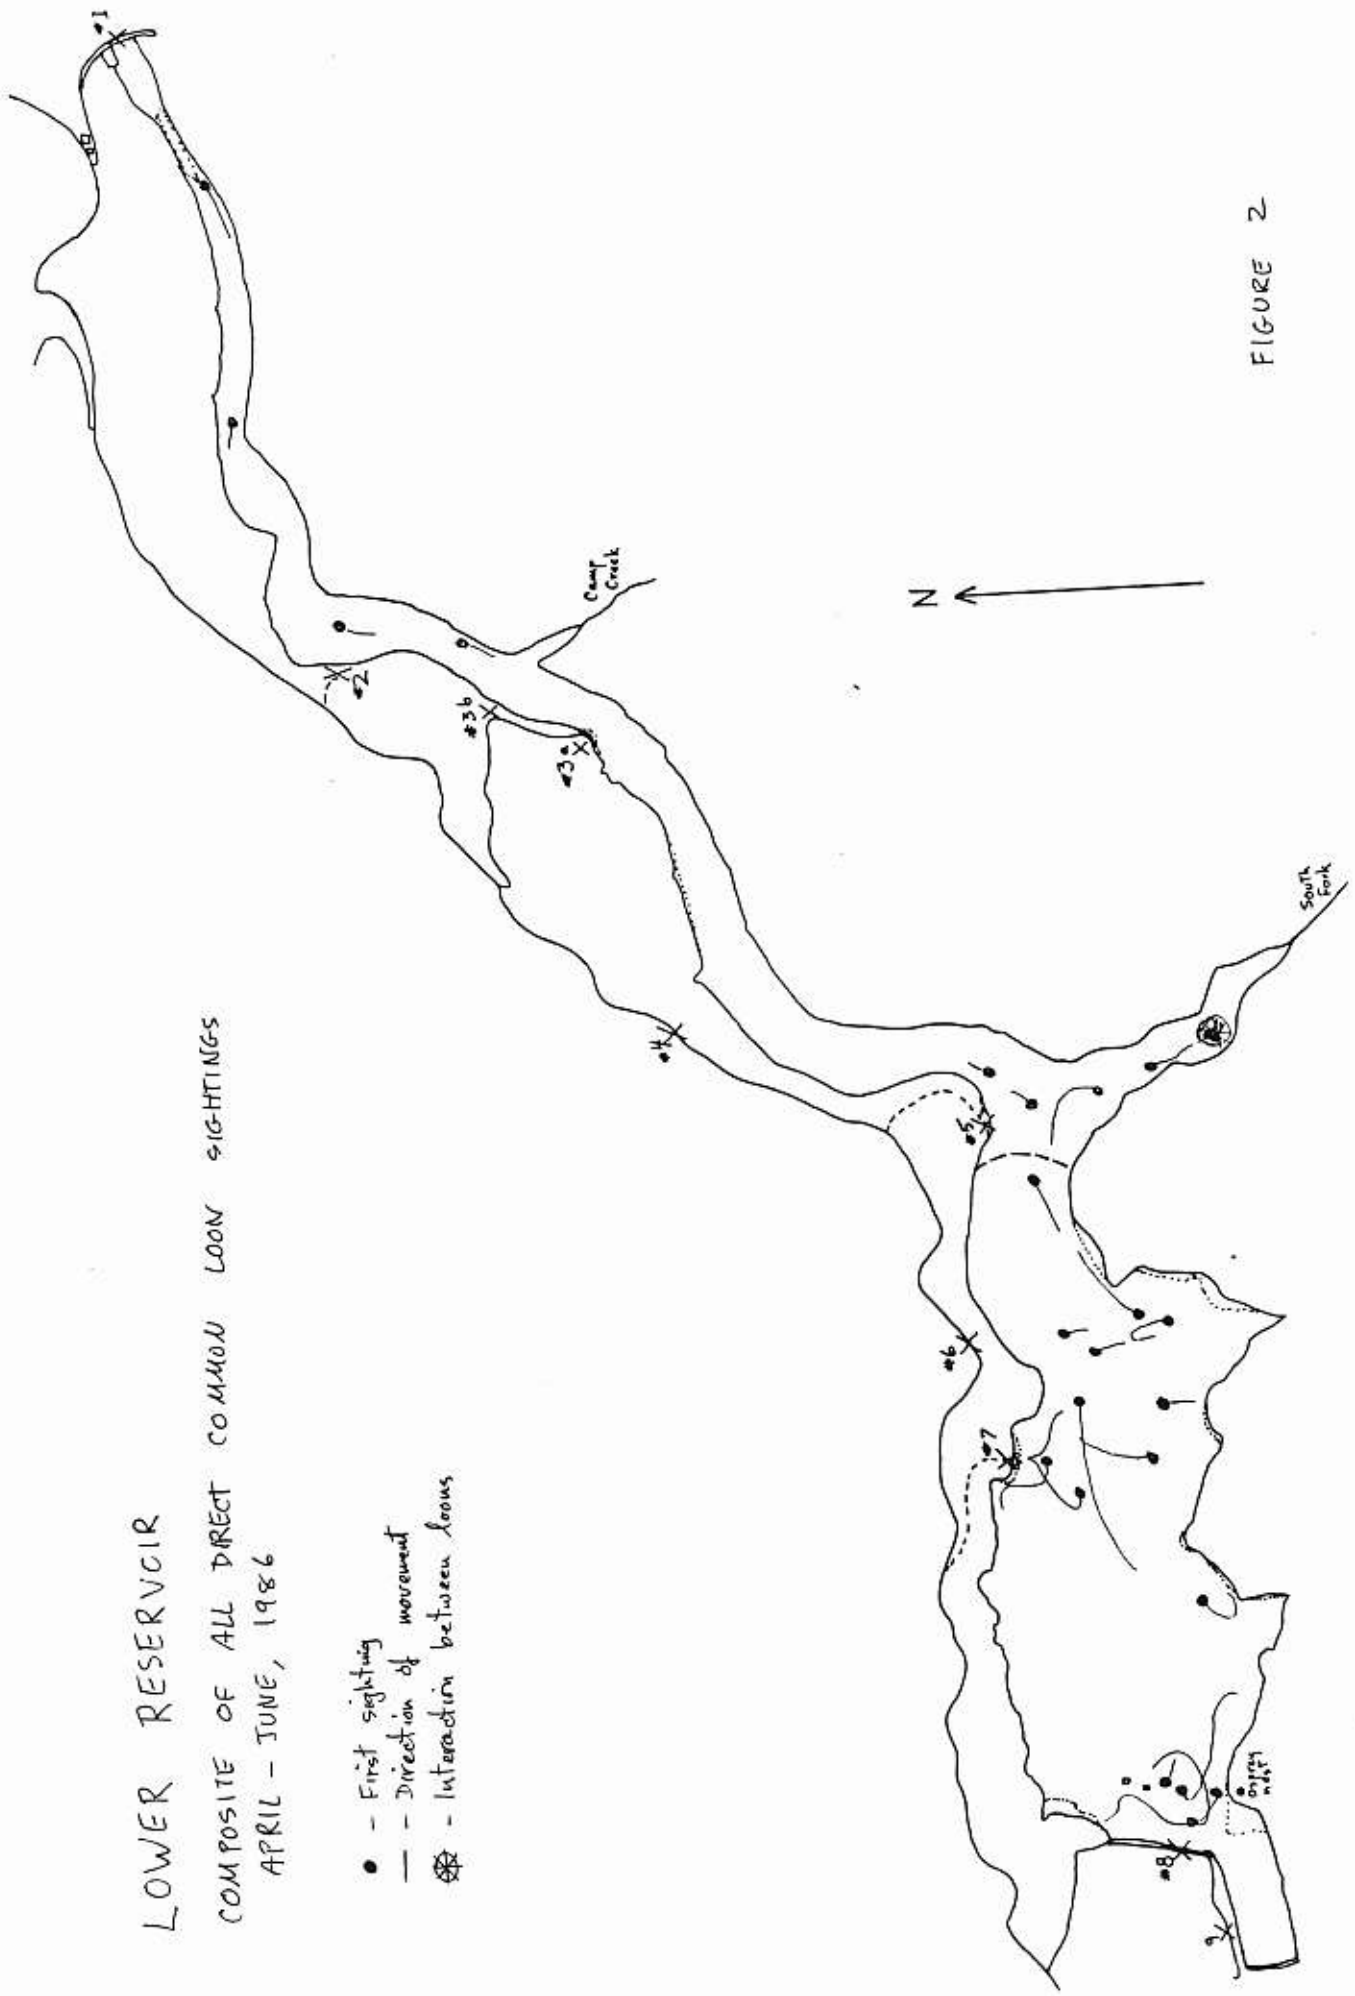 LOWER RESERVOIR
COMPOSITE OF ALL DIRECT COMMON LOON SIGHTINGS
APRIL - JUNE, 1986
● - First sighting
— - Direction of movement
⊛ - Interaction between loons
#1
#2
#3b
#3a
Camp
Creek
N
#4
#5
South
Fork
#6
#7
#8
9
Osprey
nest
FIGURE 2